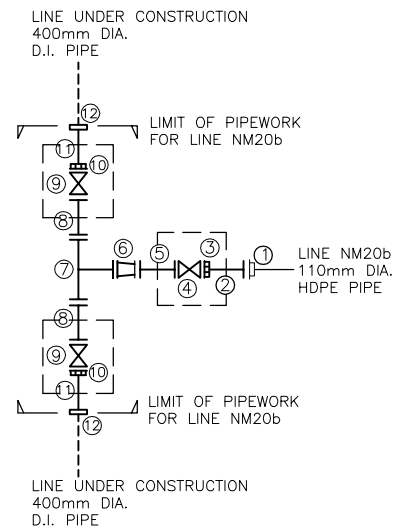 LINE UNDER CONSTRUCTION
400mm DIA.
D.I. PIPE
12
LIMIT OF PIPEWORK
FOR LINE NM20b
11
10
9
8
6
5
3
1
7
4
2
LINE NM20b
110mm DIA.
HDPE PIPE
8
9
10
11
LIMIT OF PIPEWORK
FOR LINE NM20b
12
LINE UNDER CONSTRUCTION
400mm DIA.
D.I. PIPE